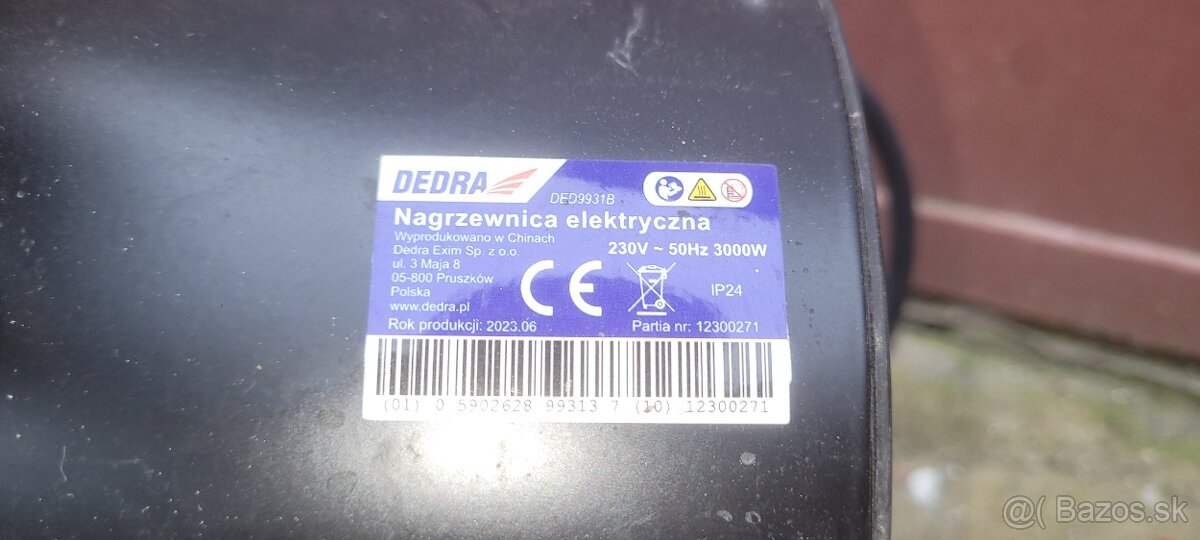 DEDRA
DED9931B
Nagrzewnica elektryczna
Wyprodukowano w Chinach
Dedra Exim Sp. z o.o.
ul. 3 Maja 8
05-800 Pruszków
Polska
www.dedra.pl
230V ~ 50Hz 3000W
CE
IP24
Rok produkcji: 2023.06
Partia nr: 12300271
(01) 0 5902628 99313 7 (10) 12300271
@( Bazos.sk